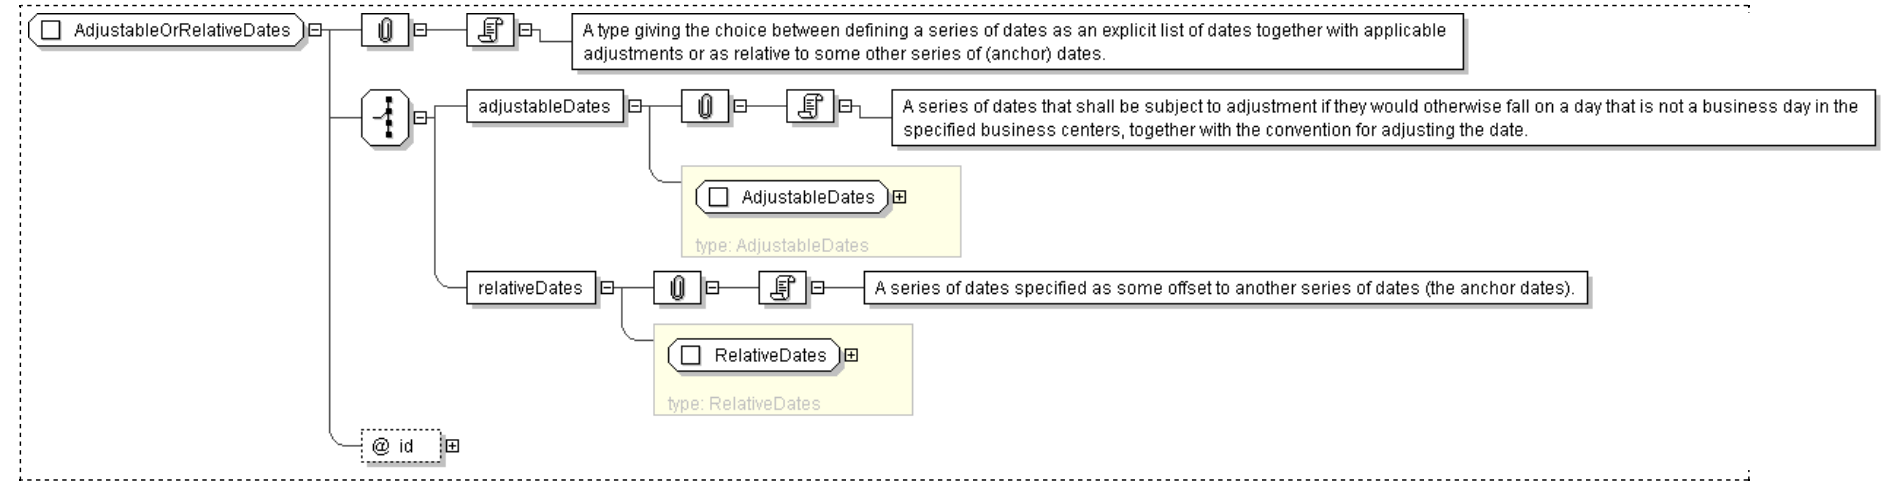 AdjustableOrRelativeDates
A type giving the choice between defining a series of dates as an explicit list of dates together with applicable
adjustments or as relative to some other series of (anchor) dates.
adjustableDates
A series of dates that shall be subject to adjustment if they would otherwise fall on a day that is not a business day in the
specified business centers, together with the convention for adjusting the date.
AdjustableDates
type: AdjustableDates
relativeDates
A series of dates specified as some offset to another series of dates (the anchor dates).
RelativeDates
type: RelativeDates
@ id